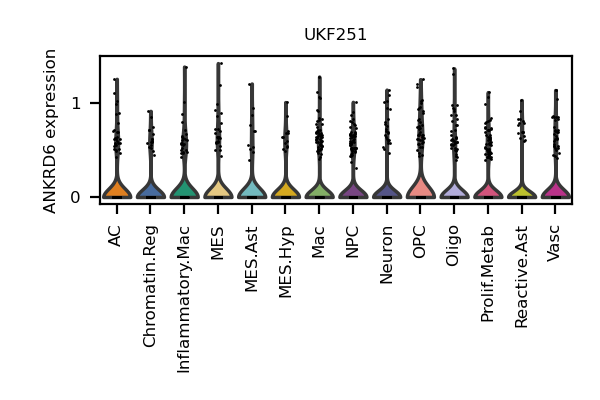 UKF251
ANKRD6 expression
1
0
AC
Chromatin.Reg
Inflammatory.Mac
MES
MES.Ast
MES.Hyp
Mac
NPC
Neuron
OPC
Oligo
Prolif.Metab
Reactive.Ast
Vasc